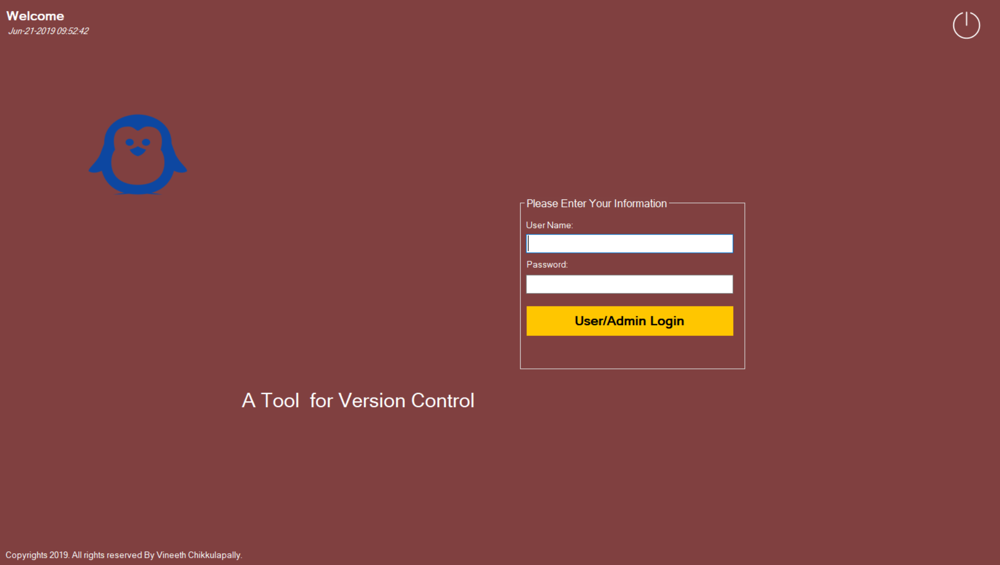 Welcome
Jun-21-2019 09:52:42
Please Enter Your Information
User Name:
Password:
User/Admin Login
A Tool  for Version Control
Copyrights 2019. All rights reserved By Vineeth Chikkulapally.